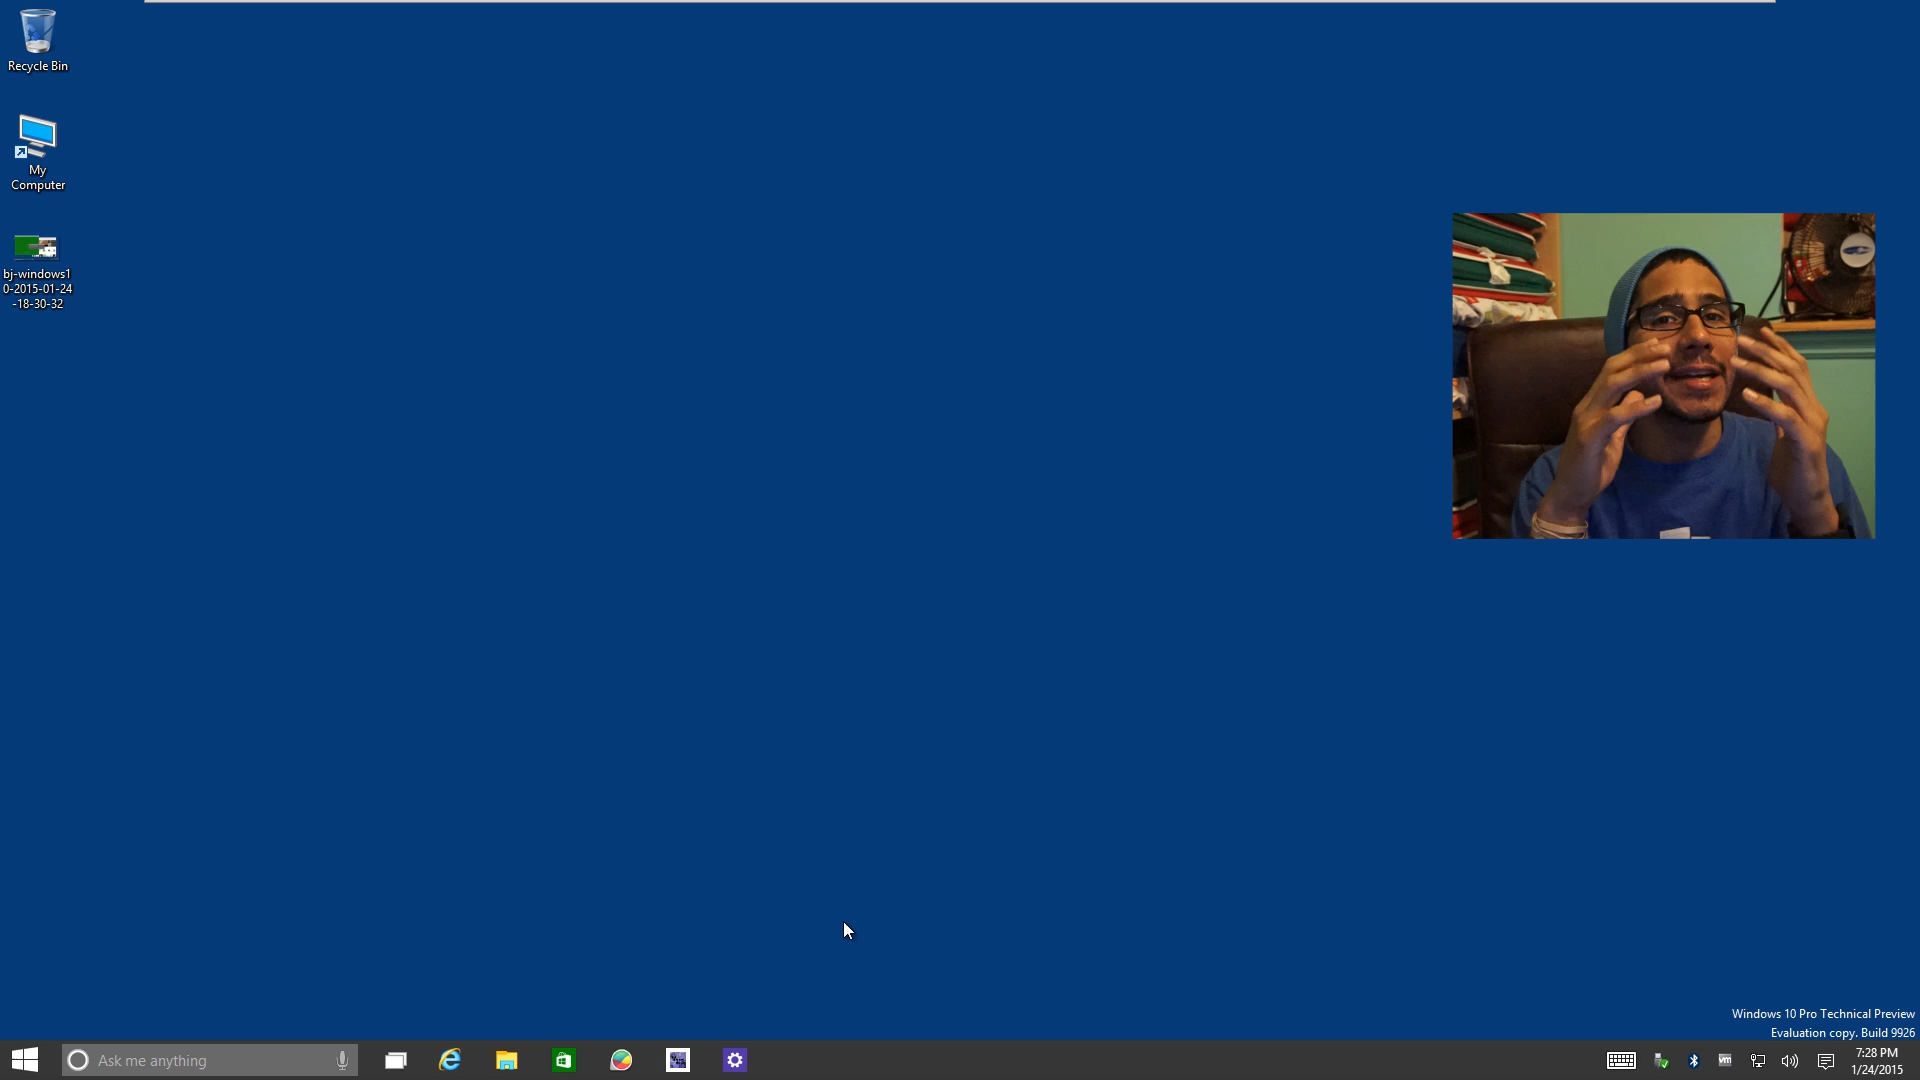 Recycle Bin
My
Computer
bj-windows1
0-2015-01-24
-18-30-32
Windows 10 Pro Technical Preview
Evaluation copy. Build 9926
Ask me anything
vm
7:28 PM
1/24/2015